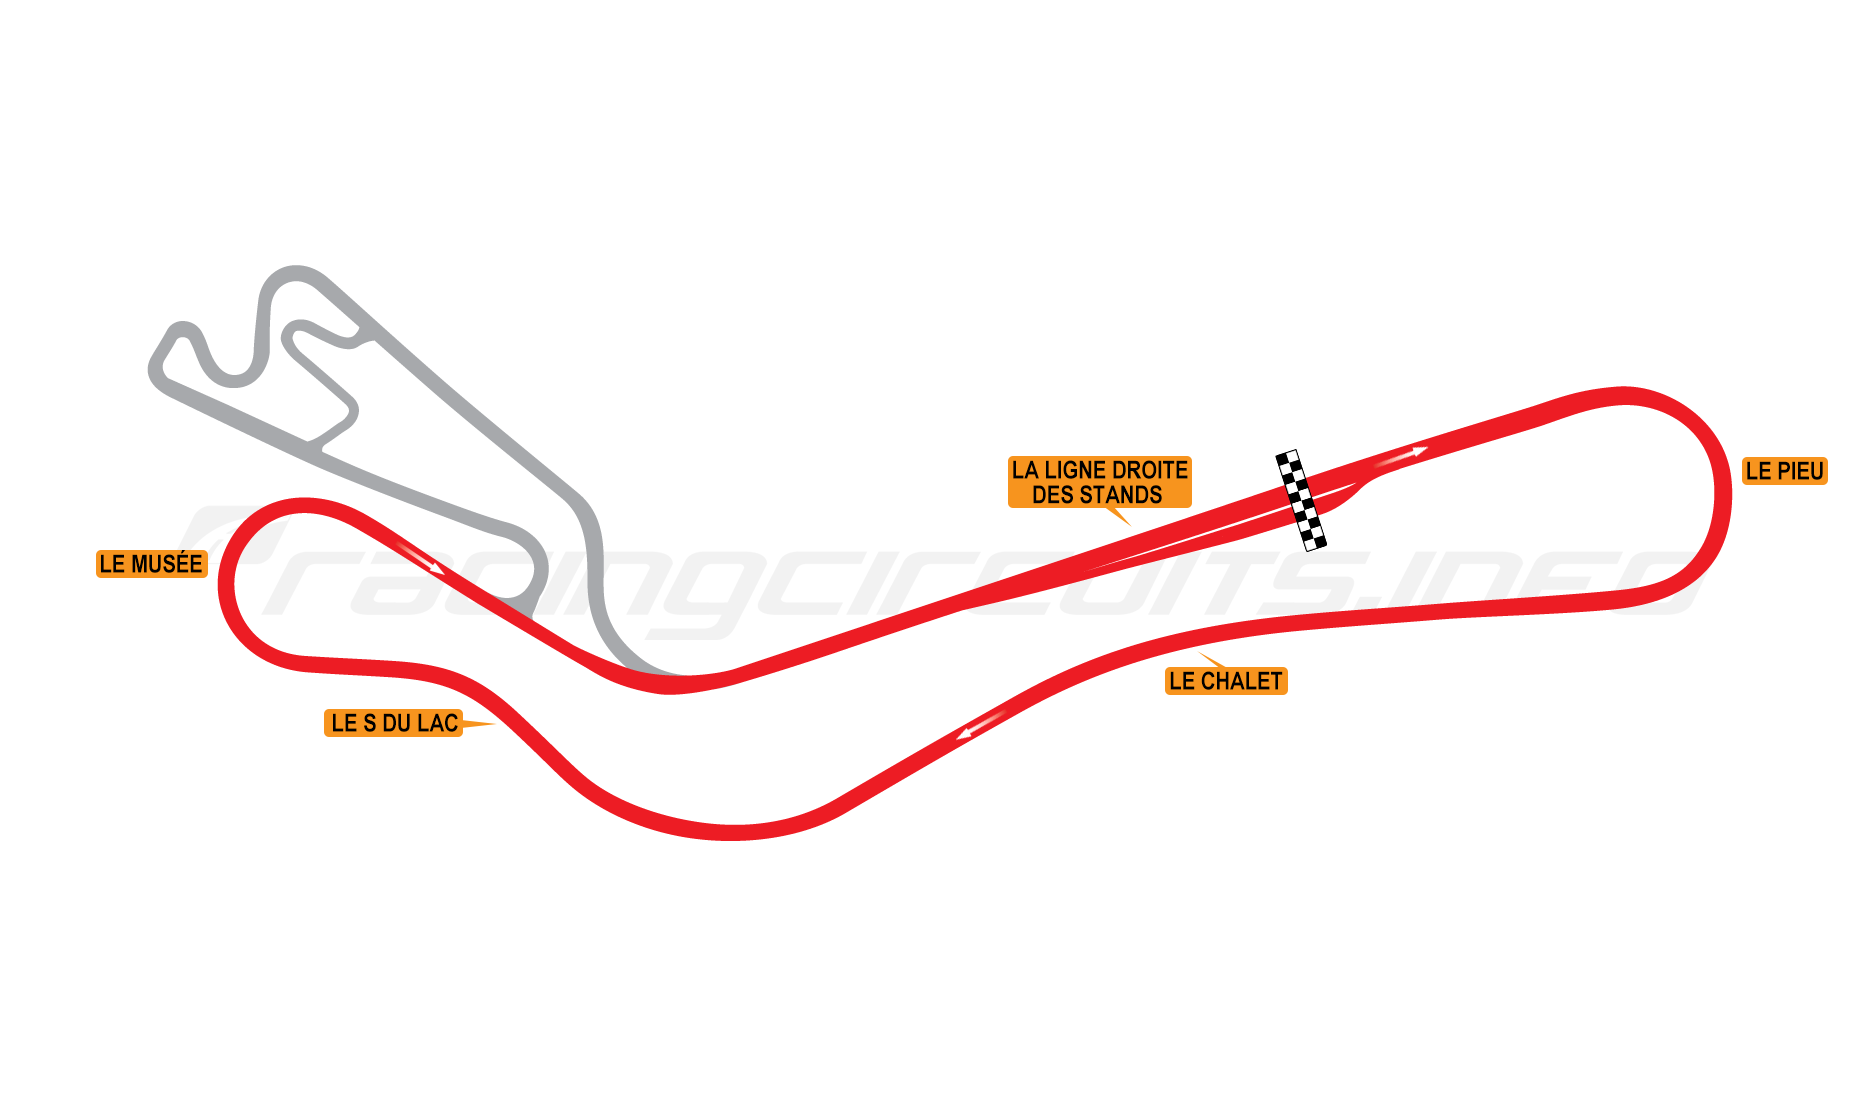 LA LIGNE DROITE
DES STANDS
LE PIEU
LE MUSÉE
racingcircuits.info
LE CHALET
LE S DU LAC